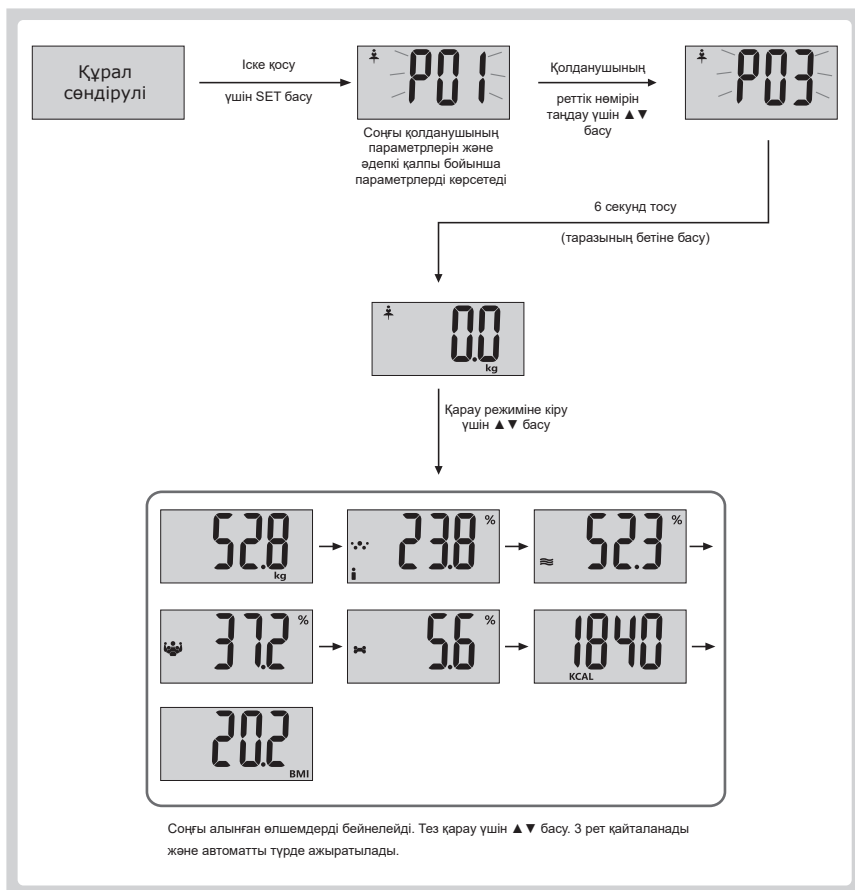 Құрал
сөндірулі
Іске қосу
үшін SET басу
P01
Соңғы қолданушының
параметрлерін және
әдепкі қалпы бойынша
параметрлерді көрсетеді
Қолданушының
реттік нөмірін
таңдау үшін ▲▼
басу
P03
6 секунд тосу
(таразының бетіне басу)
0.0
kg
Қарау режиміне кіру
үшін ▲▼ басу
52.8
kg
23.8 %
52.3 %
37.2 %
5.6 %
1840
KCAL
20.2
BMI
Соңғы алынған өлшемдерді бейнелейді. Тез қарау үшін ▲▼ басу. 3 рет қайталанады
және автоматты түрде ажыратылады.